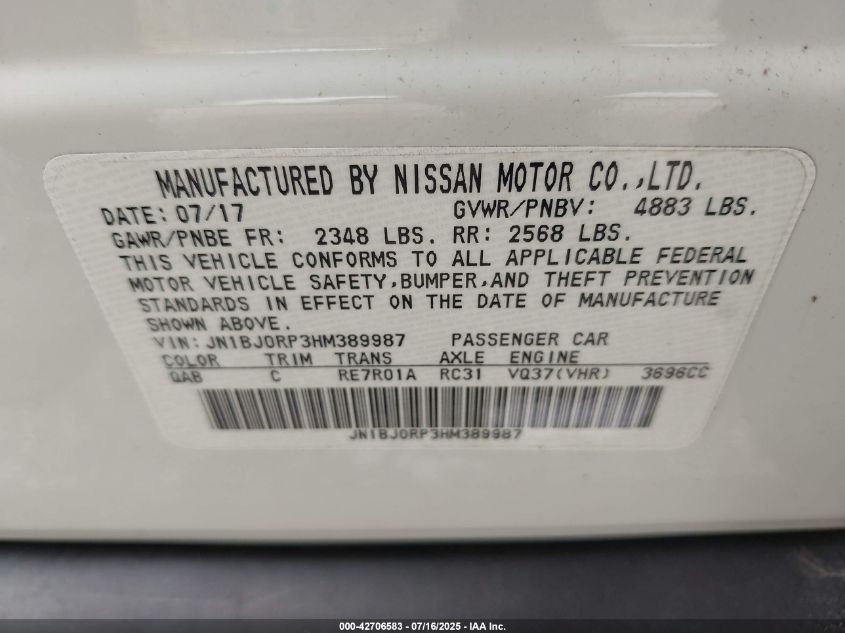 MANUFACTURED BY NISSAN MOTOR CO.,LTD.
DATE: 07/17 GVWR/PNBV: 4883 LBS.
GAWR/PNBE FR: 2348 LBS. RR: 2568 LBS.
THIS VEHICLE CONFORMS TO ALL APPLICABLE FEDERAL
MOTOR VEHICLE SAFETY,BUMPER,AND THEFT PREVENTION
STANDARDS IN EFFECT ON THE DATE OF MANUFACTURE
SHOWN ABOVE.
VIN: JN1BJ0RP3HM389987 PASSENGER CAR
COLOR TRIM TRANS AXLE ENGINE
QAB C RE7R01A RC31 VQ37(VHR) 3696CC
JN1BJ0RP3HM389987
000-42706583 - 07/16/2025 - IAA Inc.